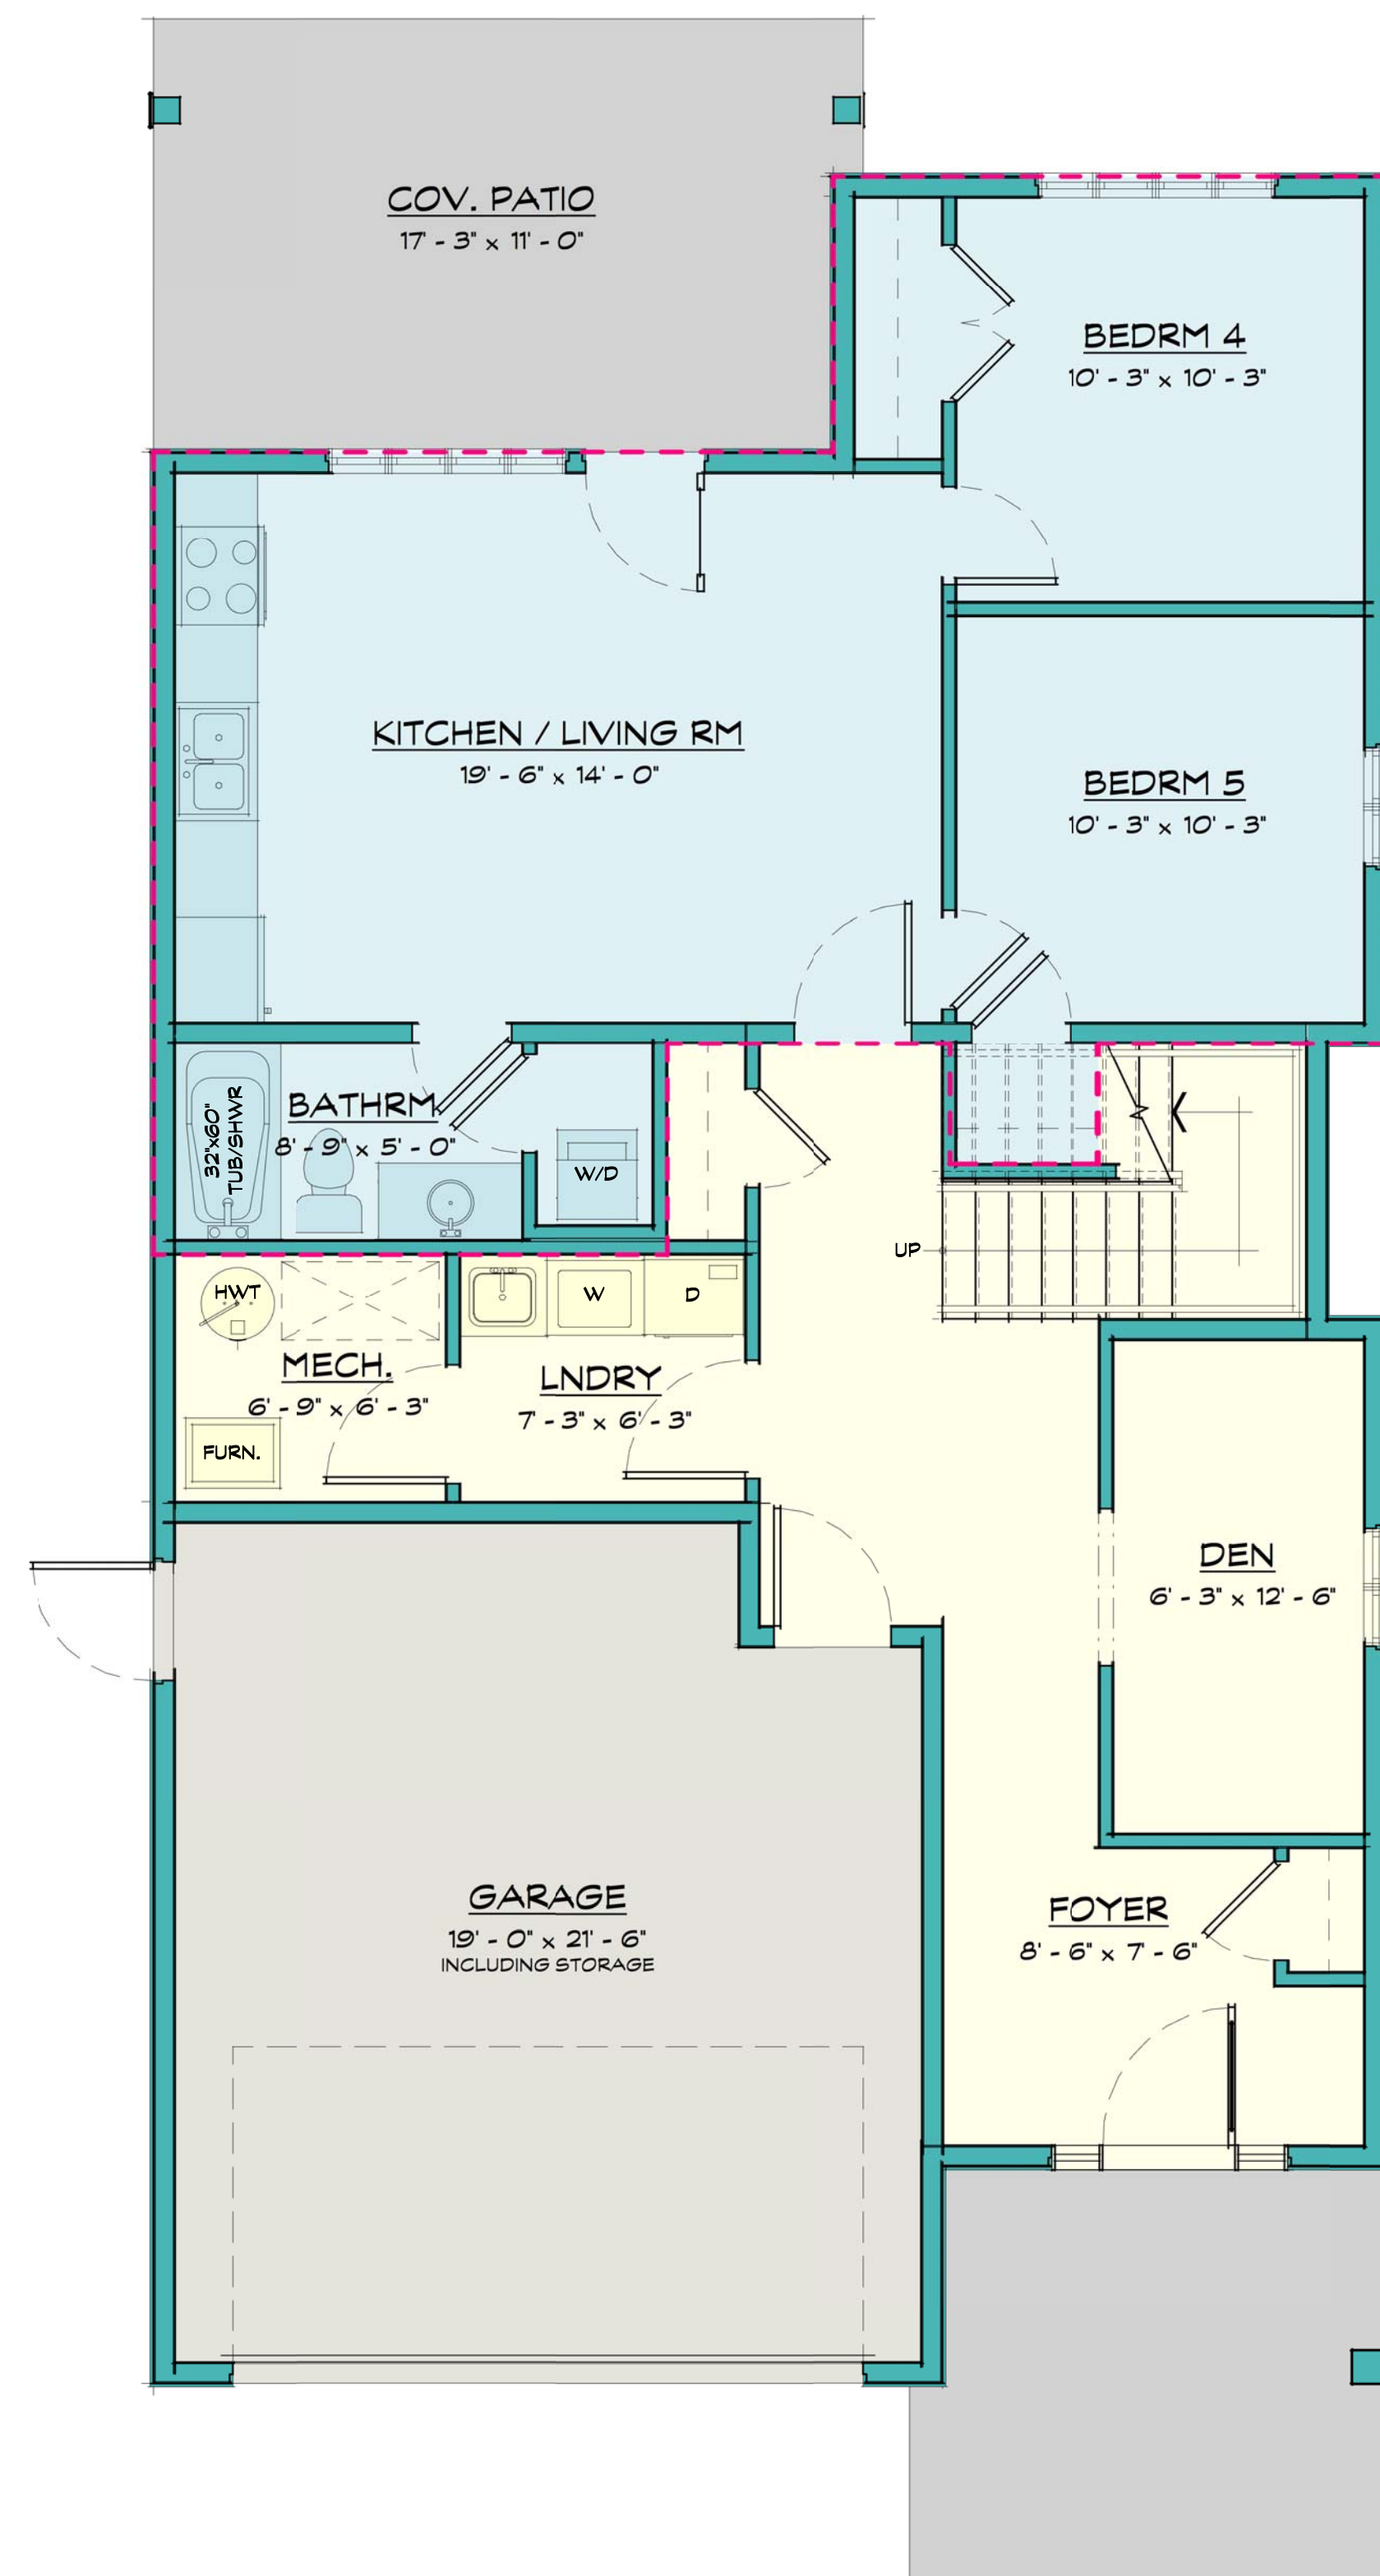 COV. PATIO
17' - 3" x 11' - 0"
BEDRM 4
10' - 3" x 10' - 3"
KITCHEN / LIVING RM
19' - 6" x 14' - 0"
BEDRM 5
10' - 3" x 10' - 3"
32"x60"
TUB/SHWR
BATHRM
8' - 9" x 5' - 0"
W/D
UP
HWT
W
D
MECH.
6' - 9" x 6' - 3"
LNDRY
7' - 3" x 6' - 3"
FURN.
DEN
6' - 3" x 12' - 6"
GARAGE
19' - 0" x 21' - 6"
INCLUDING STORAGE
FOYER
8' - 6" x 7' - 6"